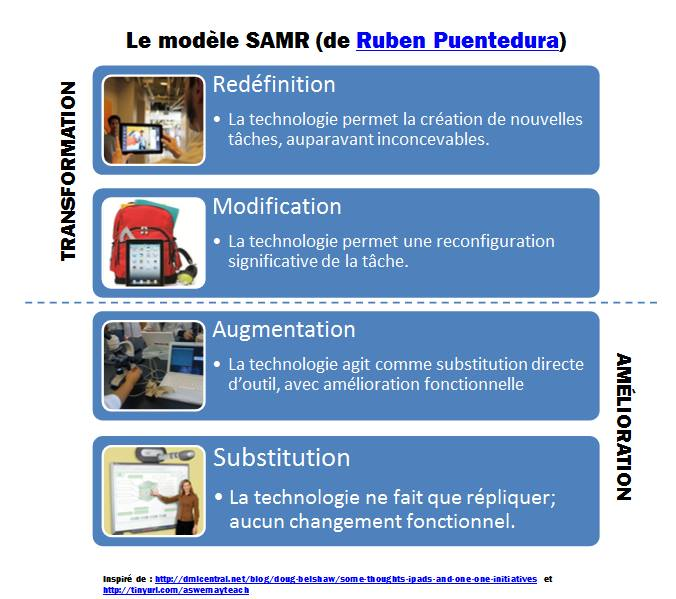 Le modèle SAMR (de Ruben Puentedura)
TRANSFORMATION
Redéfinition
• La technologie permet la création de nouvelles
tâches, auparavant inconcevables.
Modification
• La technologie permet une reconfiguration
significative de la tâche.
AMÉLIORATION
Augmentation
• La technologie agit comme substitution directe
d'outil, avec amélioration fonctionnelle
Substitution
• La technologie ne fait que répliquer;
aucun changement fonctionnel.
Inspiré de : http://dmlcentral.net/blog/doug-belshaw/some-thoughts-ipads-and-one-one-initiatives et
http://tinyurl.com/aswemayteach